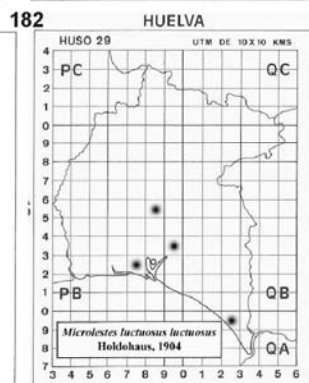 182 HUELVA
HUSO 29 UTM DE 10X10 KMS
4
PC QC
3
2
1
0
9
8
7
6
5
4
3
2
1
PB QB
0
9
Microlestes luctuosus luctuosus
Holdohaus, 1904
8
QA
7
3 4 5 6 7 8 9 0 1 2 3 4 5 6